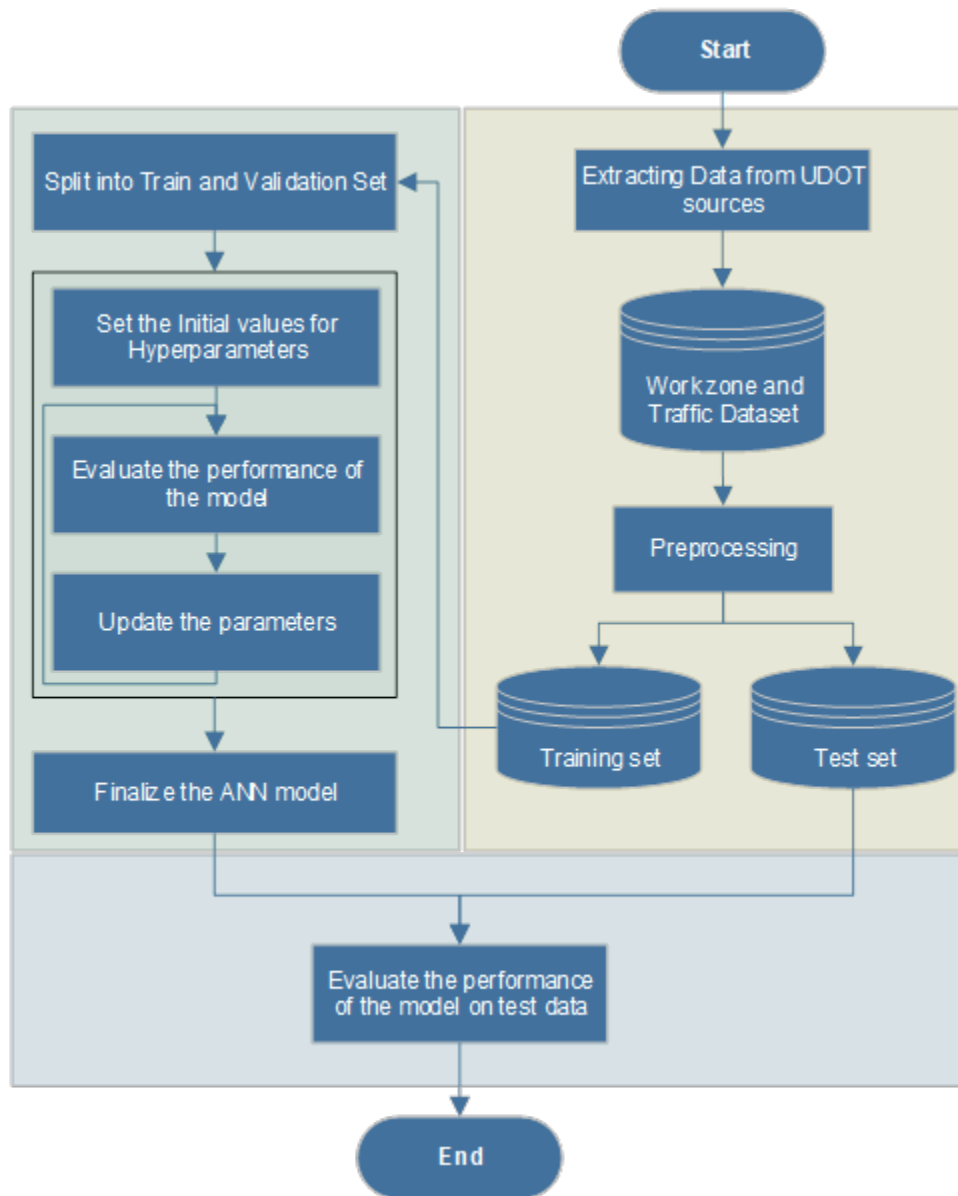 Start
Extracting Data from UDOT
sources
Workzone and
Traffic Dataset
Preprocessing
Training set
Test set
Split into Train and Validation Set
Set the Initial values for
Hyperparameters
Evaluate the performance of
the model
Update the parameters
Finalize the ANN model
Evaluate the performance
of the model on test data
End